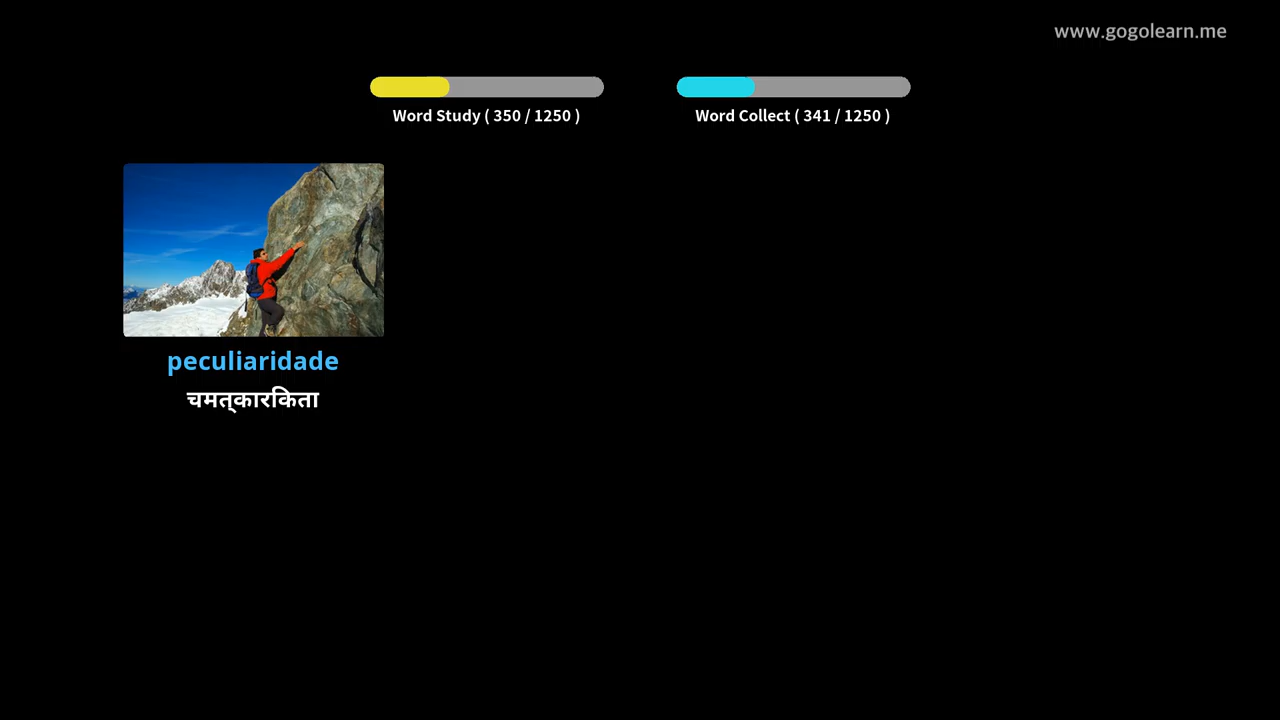 www.gogolearn.me
Word Study ( 350 / 1250 )
Word Collect ( 341 / 1250 )
peculiaridade
चमत्कारकिता